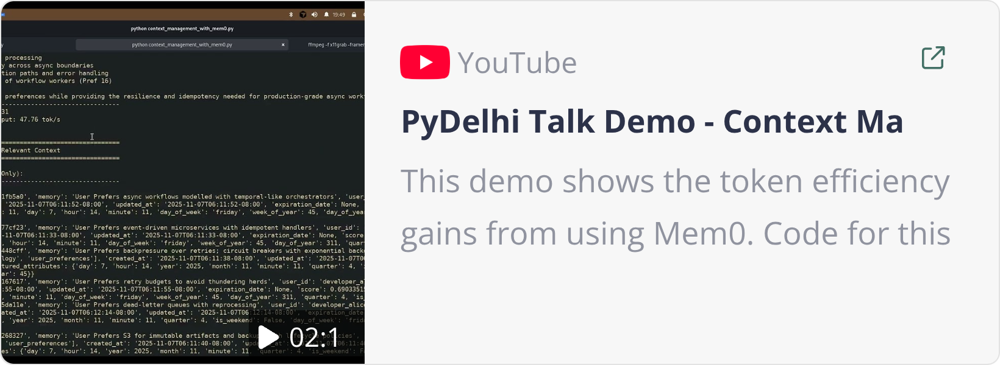 19:49
python context_management_with_mem0.py
y
python context_management_with_mem0.py ×
ffmpeg -f x11grab -framer
processing
y across async boundaries
tion paths and error handling
of workflow workers (Pref 16)
preferences while providing the resilience and idempotency needed for production-grade async work
--------------------------------
31
put: 47.76 tok/s
================================
Relevant Context
================================
Only):
--------------------------------
1fb5a0', 'memory': 'User Prefers async workflows modelled with temporal-like orchestrators', 'user_
'2025-11-07T06:11:52-08:00', 'updated_at': '2025-11-07T06:11:52-08:00', 'expiration_date': None,
: 11, 'day': 7, 'hour': 14, 'minute': 11, 'day_of_week': 'friday', 'week_of_year': 45, 'day_of_year
77cf23', 'memory': 'User Prefers event-driven microservices with idempotent handlers', 'user_id':
-11-07T06:11:33-08:00', 'updated_at': '2025-11-07T06:11:33-08:00', 'expiration_date': None, 'score
, 'hour': 14, 'minute': 11, 'day_of_week': 'friday', 'week_of_year': 45, 'day_of_year': 311, 'quar
448cff', 'memory': 'User Prefers backpressure over retries; circuit breakers with exponential back
logy', 'user_preferences'], 'created_at': '2025-11-07T06:11:38-08:00', 'updated_at': '2025-11-07T06
tured_attributes': {'day': 7, 'hour': 14, 'year': 2025, 'month': 11, 'minute': 11, 'quarter': 4, '
ar': 45}}
167617', 'memory': 'User Prefers retry budgets to avoid thundering herds', 'user_id': 'developer_a
:55-08:00', 'updated_at': '2025-11-07T06:11:55-08:00', 'expiration_date': None, 'score': 0.6903351
, 'minute': 11, 'day_of_week': 'friday', 'week_of_year': 45, 'day_of_year': 311, 'quarter': 4, 'is_
5da11e', 'memory': 'User Prefers dead-letter queues with reprocessing', 'user_id': 'developer_alic
ated_at': '2025-11-07T06:12:14-08:00', 'updated_at': '2025-11-07T06:12:14-08:00', 'expiration_date
, 'year': 2025, 'month': 11, 'minute': 11, 'quarter': 4, 'is_weekend': False, 'day_of_week': 'frid
268327', 'memory': 'User Prefers S3 for immutable artifacts and backup with lifecycle policies',
'user_preferences'], 'created_at': '2025-11-07T06:11:40-08:00',
es': {'day': 7, 'hour': 14, 'year': 2025, 'month': 11, 'minute': 11, 'quarter': 4, 'is_weekend':
02:1
YouTube
PyDelhi Talk Demo - Context Ma
This demo shows the token efficiency
gains from using Mem0. Code for this